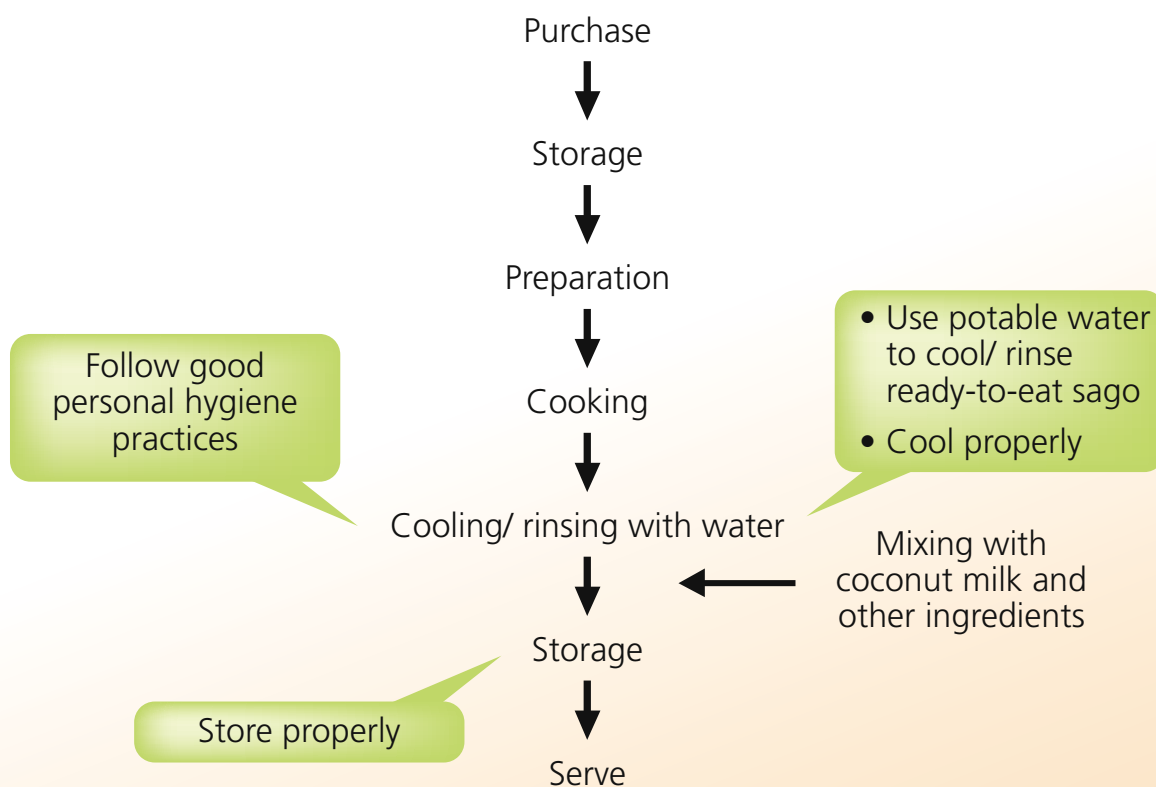 Purchase
Storage
Preparation
Cooking
Follow good
personal hygiene
practices
• Use potable water
to cool/ rinse
ready-to-eat sago
• Cool properly
Cooling/ rinsing with water
Mixing with
coconut milk and
other ingredients
Storage
Store properly
Serve